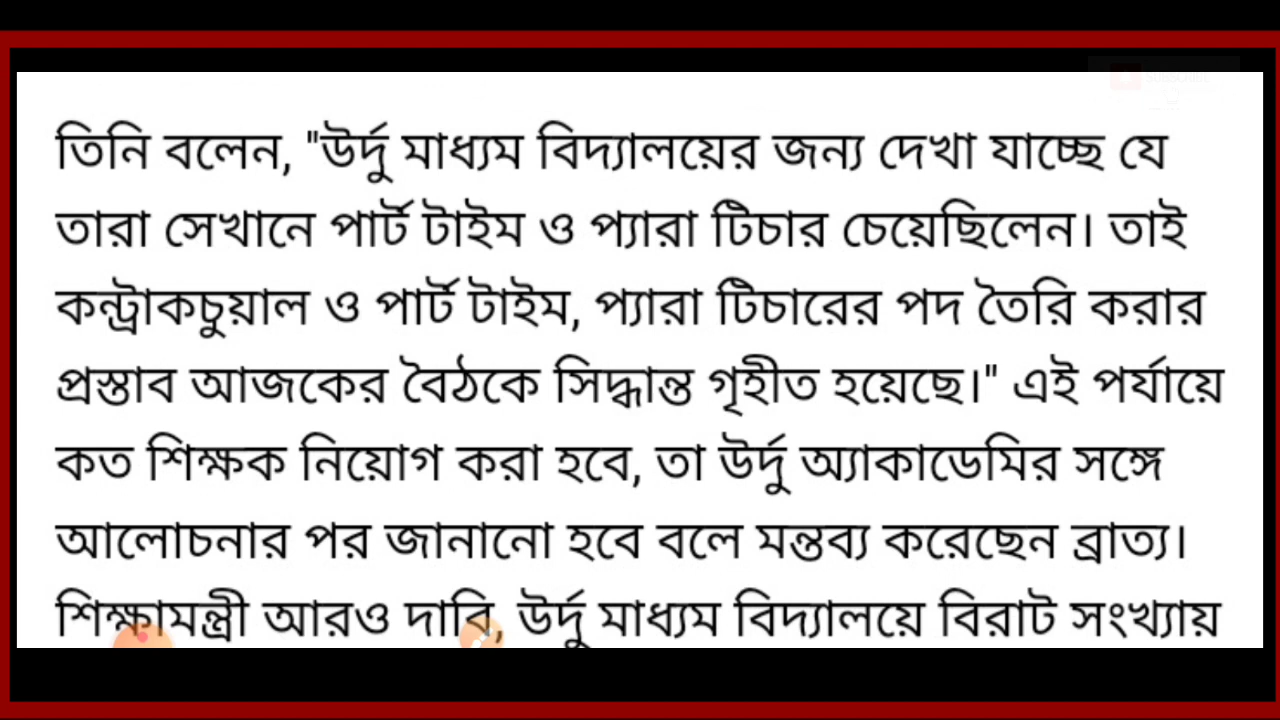 তিনি বলেন, "উর্দু মাধ্যম বিদ্যালয়ের জন্য দেখা যাচ্ছে যে
তারা সেখানে পার্ট টাইম ও প্যারা টিচার চেয়েছিলেন। তাই
কন্ট্রাকচুয়াল ও পার্ট টাইম, প্যারা টিচারের পদ তৈরি করার
প্রস্তাব আজকের বৈঠকে সিদ্ধান্ত গৃহীত হয়েছে।" এই পর্যায়ে
কত শিক্ষক নিয়োগ করা হবে, তা উর্দু অ্যাকাডেমির সঙ্গে
আলোচনার পর জানানো হবে বলে মন্তব্য করেছেন ব্রাত্য।
শিক্ষামন্ত্রী আরও দাবি, উর্দু মাধ্যম বিদ্যালয়ে বিরাট সংখ্যায়